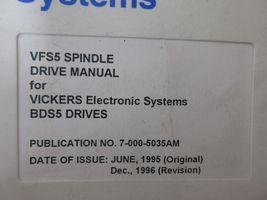 Systems
VFS5 SPINDLE
DRIVE MANUAL
for
VICKERS Electronic Systems
BDS5 DRIVES
PUBLICATION NO. 7-000-5035AM
DATE OF ISSUE: JUNE, 1995 (Original)
Dec., 1996 (Revision)